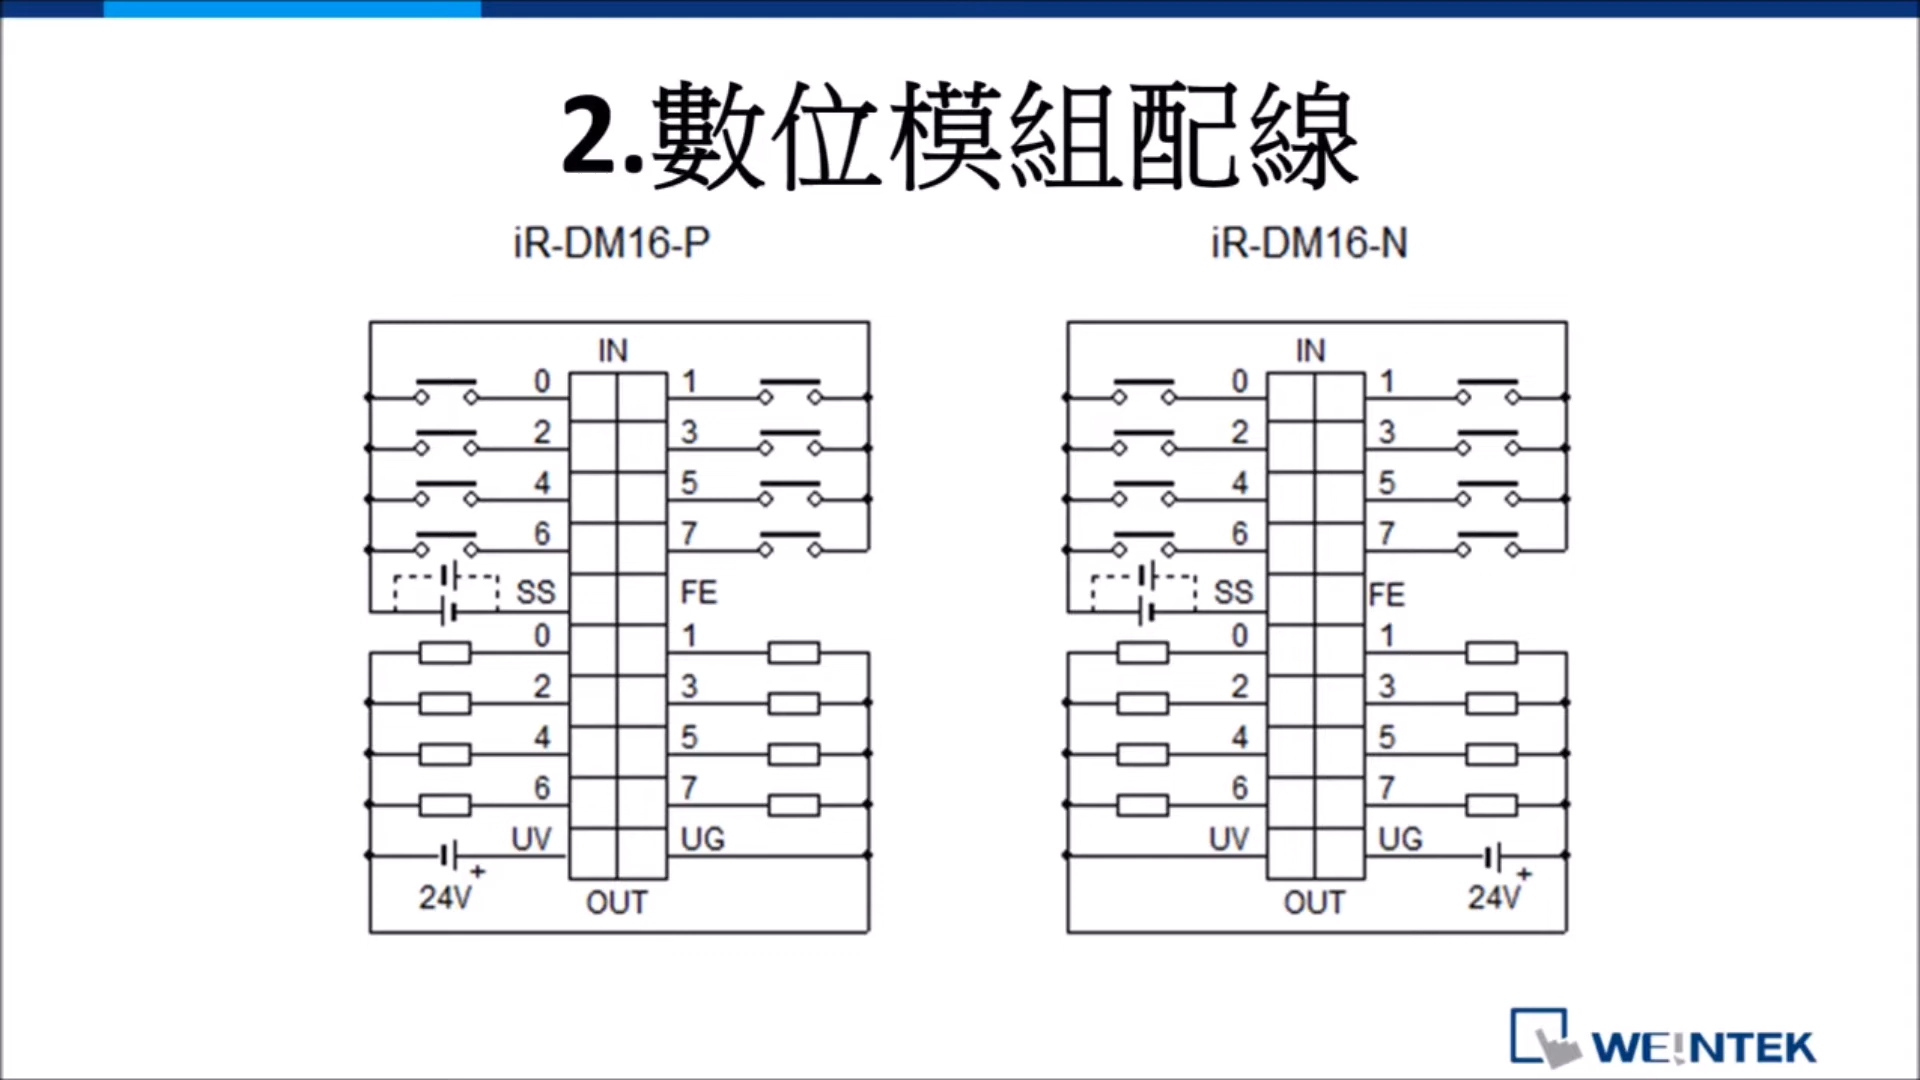 2.數位模組配線
iR-DM16-P
iR-DM16-N
IN
0 1
2 3
4 5
6 7
SS FE
0 1
2 3
4 5
6 7
UV UG
+
24V
OUT
IN
0 1
2 3
4 5
6 7
SS FE
0 1
2 3
4 5
6 7
UV UG
+
OUT 24V
WEINTEK